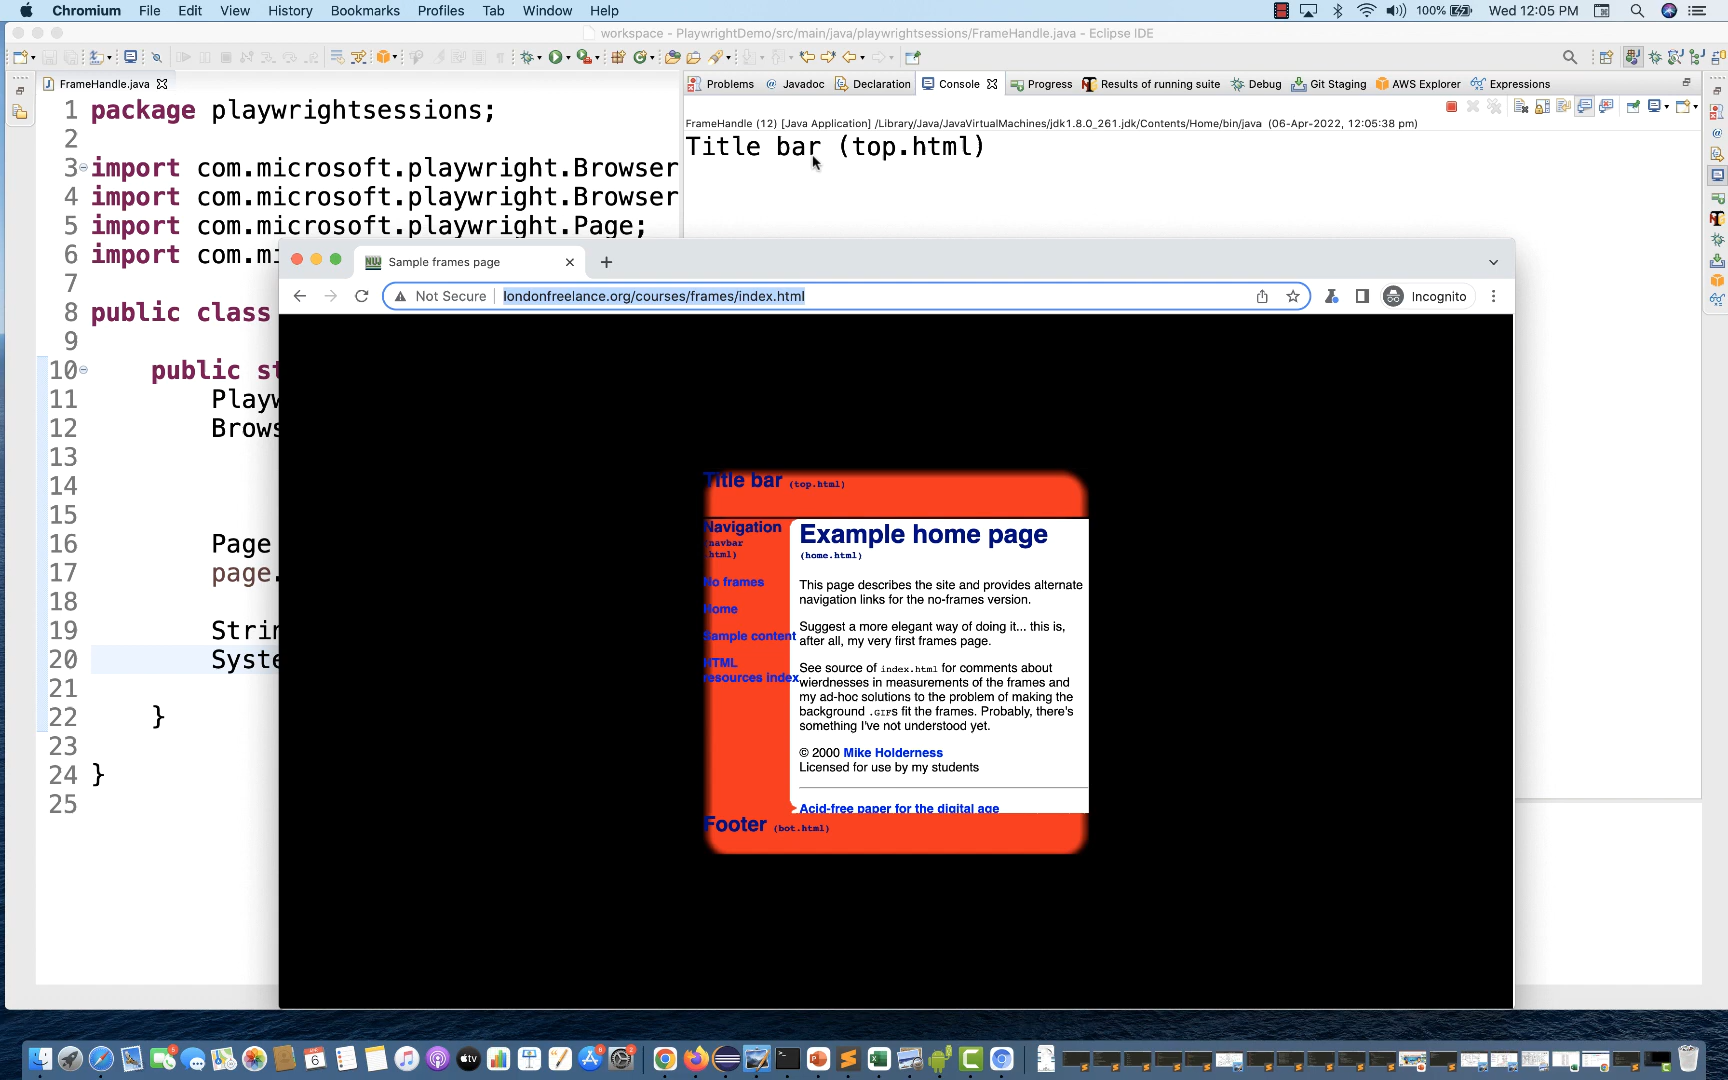 Chromium File Edit View History Bookmarks Profiles Tab Window Help 100% Wed 12:05 PM
workspace - PlaywrightDemo/src/main/java/playwrightsessions/FrameHandle.java - Eclipse IDE
FrameHandle.java
Problems @ Javadoc Declaration Console Progress Results of running suite Debug Git Staging AWS Explorer Expressions
FrameHandle (12) [Java Application] /Library/Java/JavaVirtualMachines/jdk1.8.0_261.jdk/Contents/Home/bin/java (06-Apr-2022, 12:05:38 pm)
Title bar (top.html)
1 package playwrightsessions;
2
3 import com.microsoft.playwright.Browser
4 import com.microsoft.playwright.Browser
5 import com.microsoft.playwright.Page;
6 import com.mi
7
8 public class
9
10 public st
11 Playw
12 Brows
13
14
15
16 Page
17 page.
18
19 Strin
20 Syste
21
22 }
23
24 }
25
Sample frames page
Not Secure londonfreelance.org/courses/frames/index.html Incognito
Title bar (top.html)
Navigation
(navbar
.html)
No frames
Home
Sample content
HTML
resources index
Example home page
(home.html)
This page describes the site and provides alternate
navigation links for the no-frames version.
Suggest a more elegant way of doing it... this is,
after all, my very first frames page.
See source of index.html for comments about
wierdnesses in measurements of the frames and
my ad-hoc solutions to the problem of making the
background .GIFs fit the frames. Probably, there's
something I've not understood yet.
© 2000 Mike Holderness
Licensed for use by my students
Acid-free paper for the digital age
Footer (bot.html)